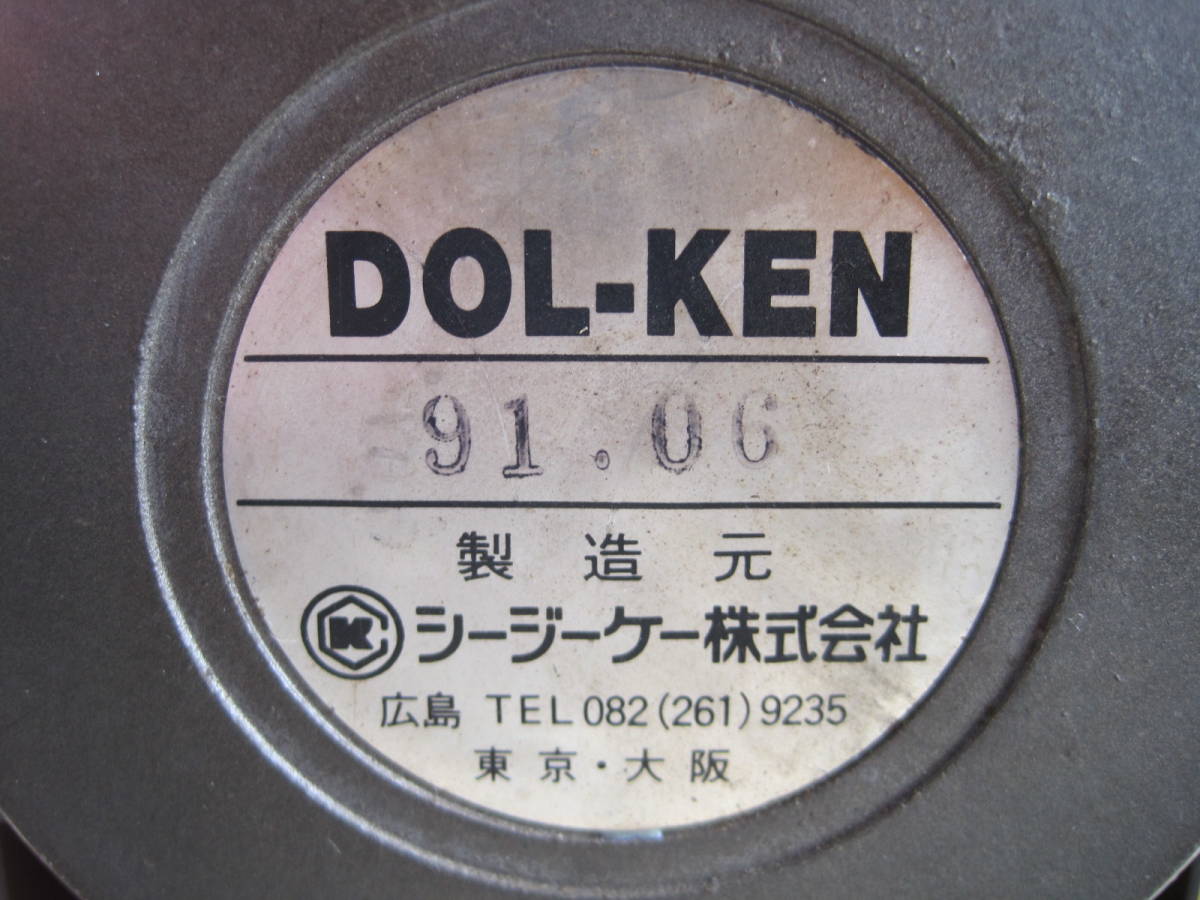 DOL-KEN
91.06
製造元
シージーケー株式会社
広島 TEL 082(261)9235
東京・大阪